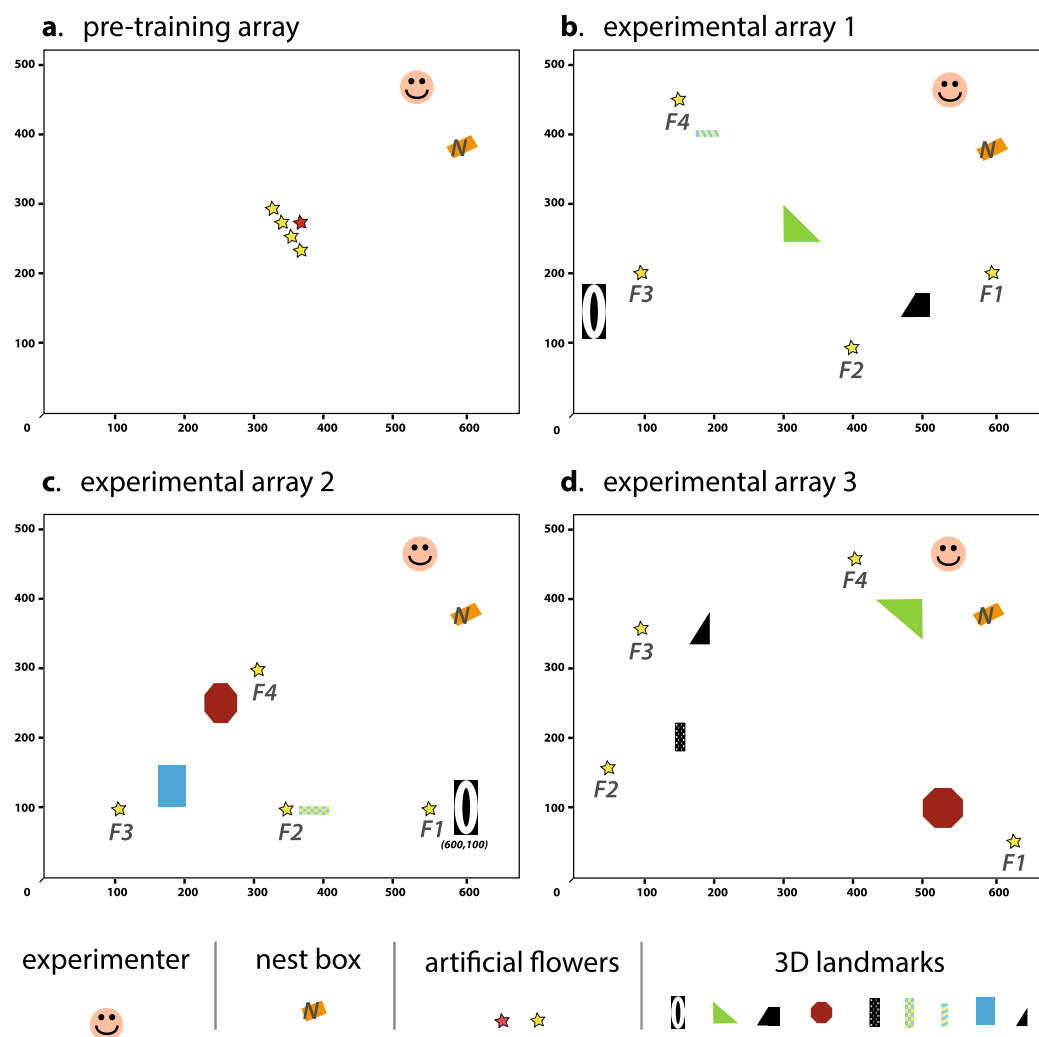 a. pre-training array
500
400
300
200
100
0
100
200
300
400
500
600
N
b. experimental array 1
500
400
300
200
100
0
100
200
300
400
500
600
F4
N
F3
F1
F2
c. experimental array 2
500
400
300
200
100
0
100
200
300
400
500
600
N
F4
F3
F2
F1
(600,100)
d. experimental array 3
500
400
300
200
100
0
100
200
300
400
500
600
F4
N
F3
F2
F1
experimenter
nest box
N
artificial flowers
3D landmarks